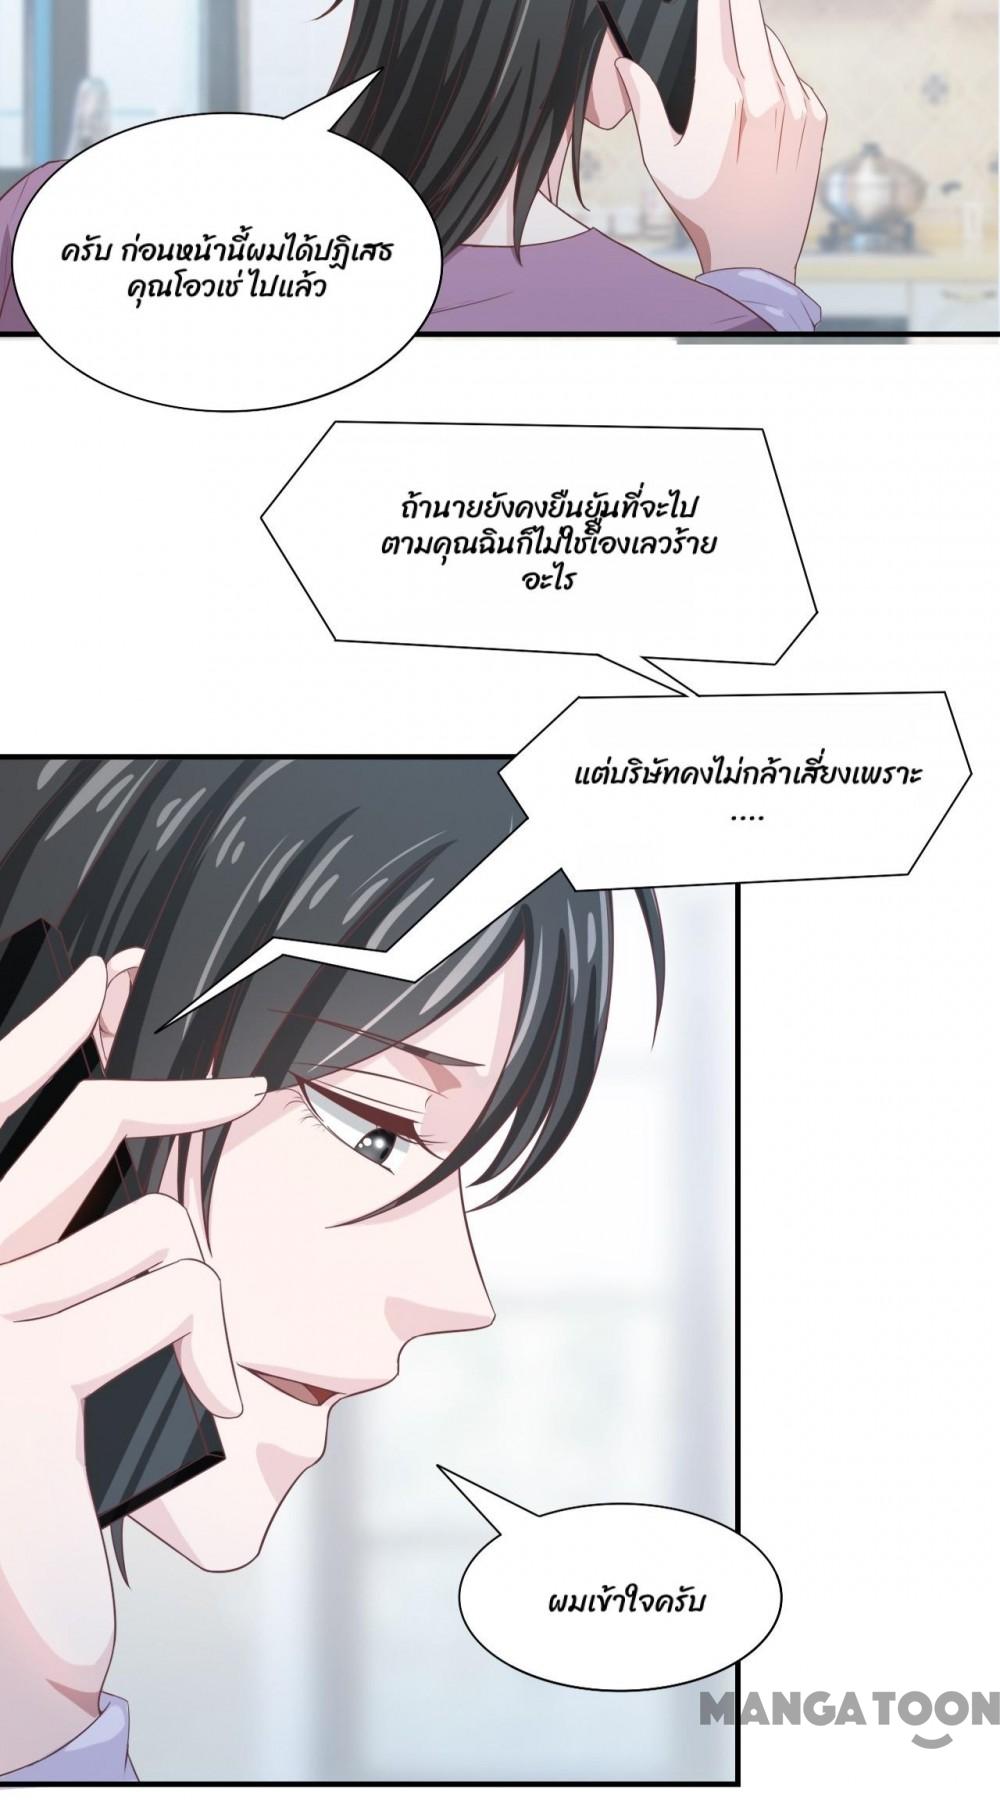 ครับ ก่อนหน้านี้ผมได้ปฏิเสธ
คุณโอวเช่ ไปแล้ว
ถ้านายยังคงยืนยันที่จะไป
ตามคุณฉินก็ไม่ใช่เรื่องเลวร้าย
อะไร
แต่บริษัทคงไม่กล้าเสี่ยงเพราะ
....
ผมเข้าใจครับ
MANGATOON